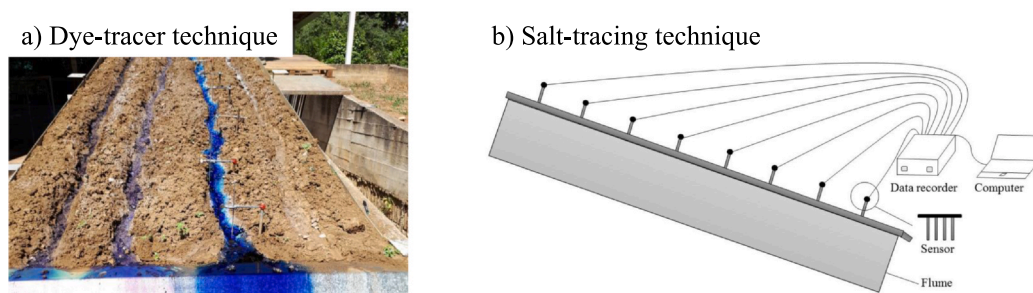 a) Dye-tracer technique
b) Salt-tracing technique
Data recorder
Computer
Sensor
Flume